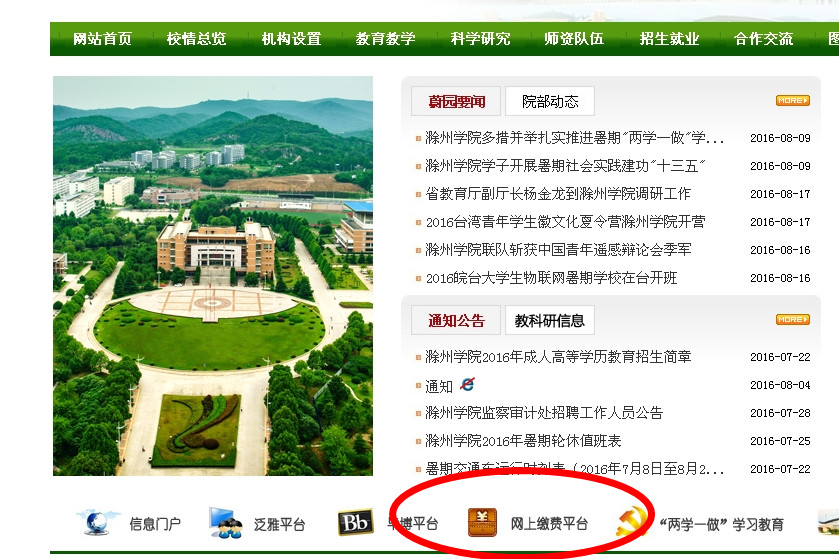 网站首页 校情总览 机构设置 教育教学 科学研究 师资队伍 招生就业 合作交流
蔚园要闻 院部动态 MORE
滁州学院多措并举扎实推进暑期"两学一做"学... 2016-08-09
滁州学院学子开展暑期社会实践建功"十三五" 2016-08-09
省教育厅副厅长杨金龙到滁州学院调研工作 2016-08-17
2016台湾青年学生徽文化夏令营滁州学院开营 2016-08-17
滁州学院联队斩获中国青年遥感辩论会季军 2016-08-16
2016皖台大学生物联网暑期学校在台开班 2016-08-16
通知公告 教科研信息 MORE
滁州学院2016年成人高等学历教育招生简章 2016-07-22
通知 2016-08-04
滁州学院监察审计处招聘工作人员公告 2016-07-28
滁州学院2016年暑期轮休值班表 2016-07-25
暑期交通车运行时刻表（2016年7月8日至8月2... 2016-07-22
信息门户 泛雅平台 Bb 毕博平台 ¥ 网上缴费平台 "两学一做"学习教育